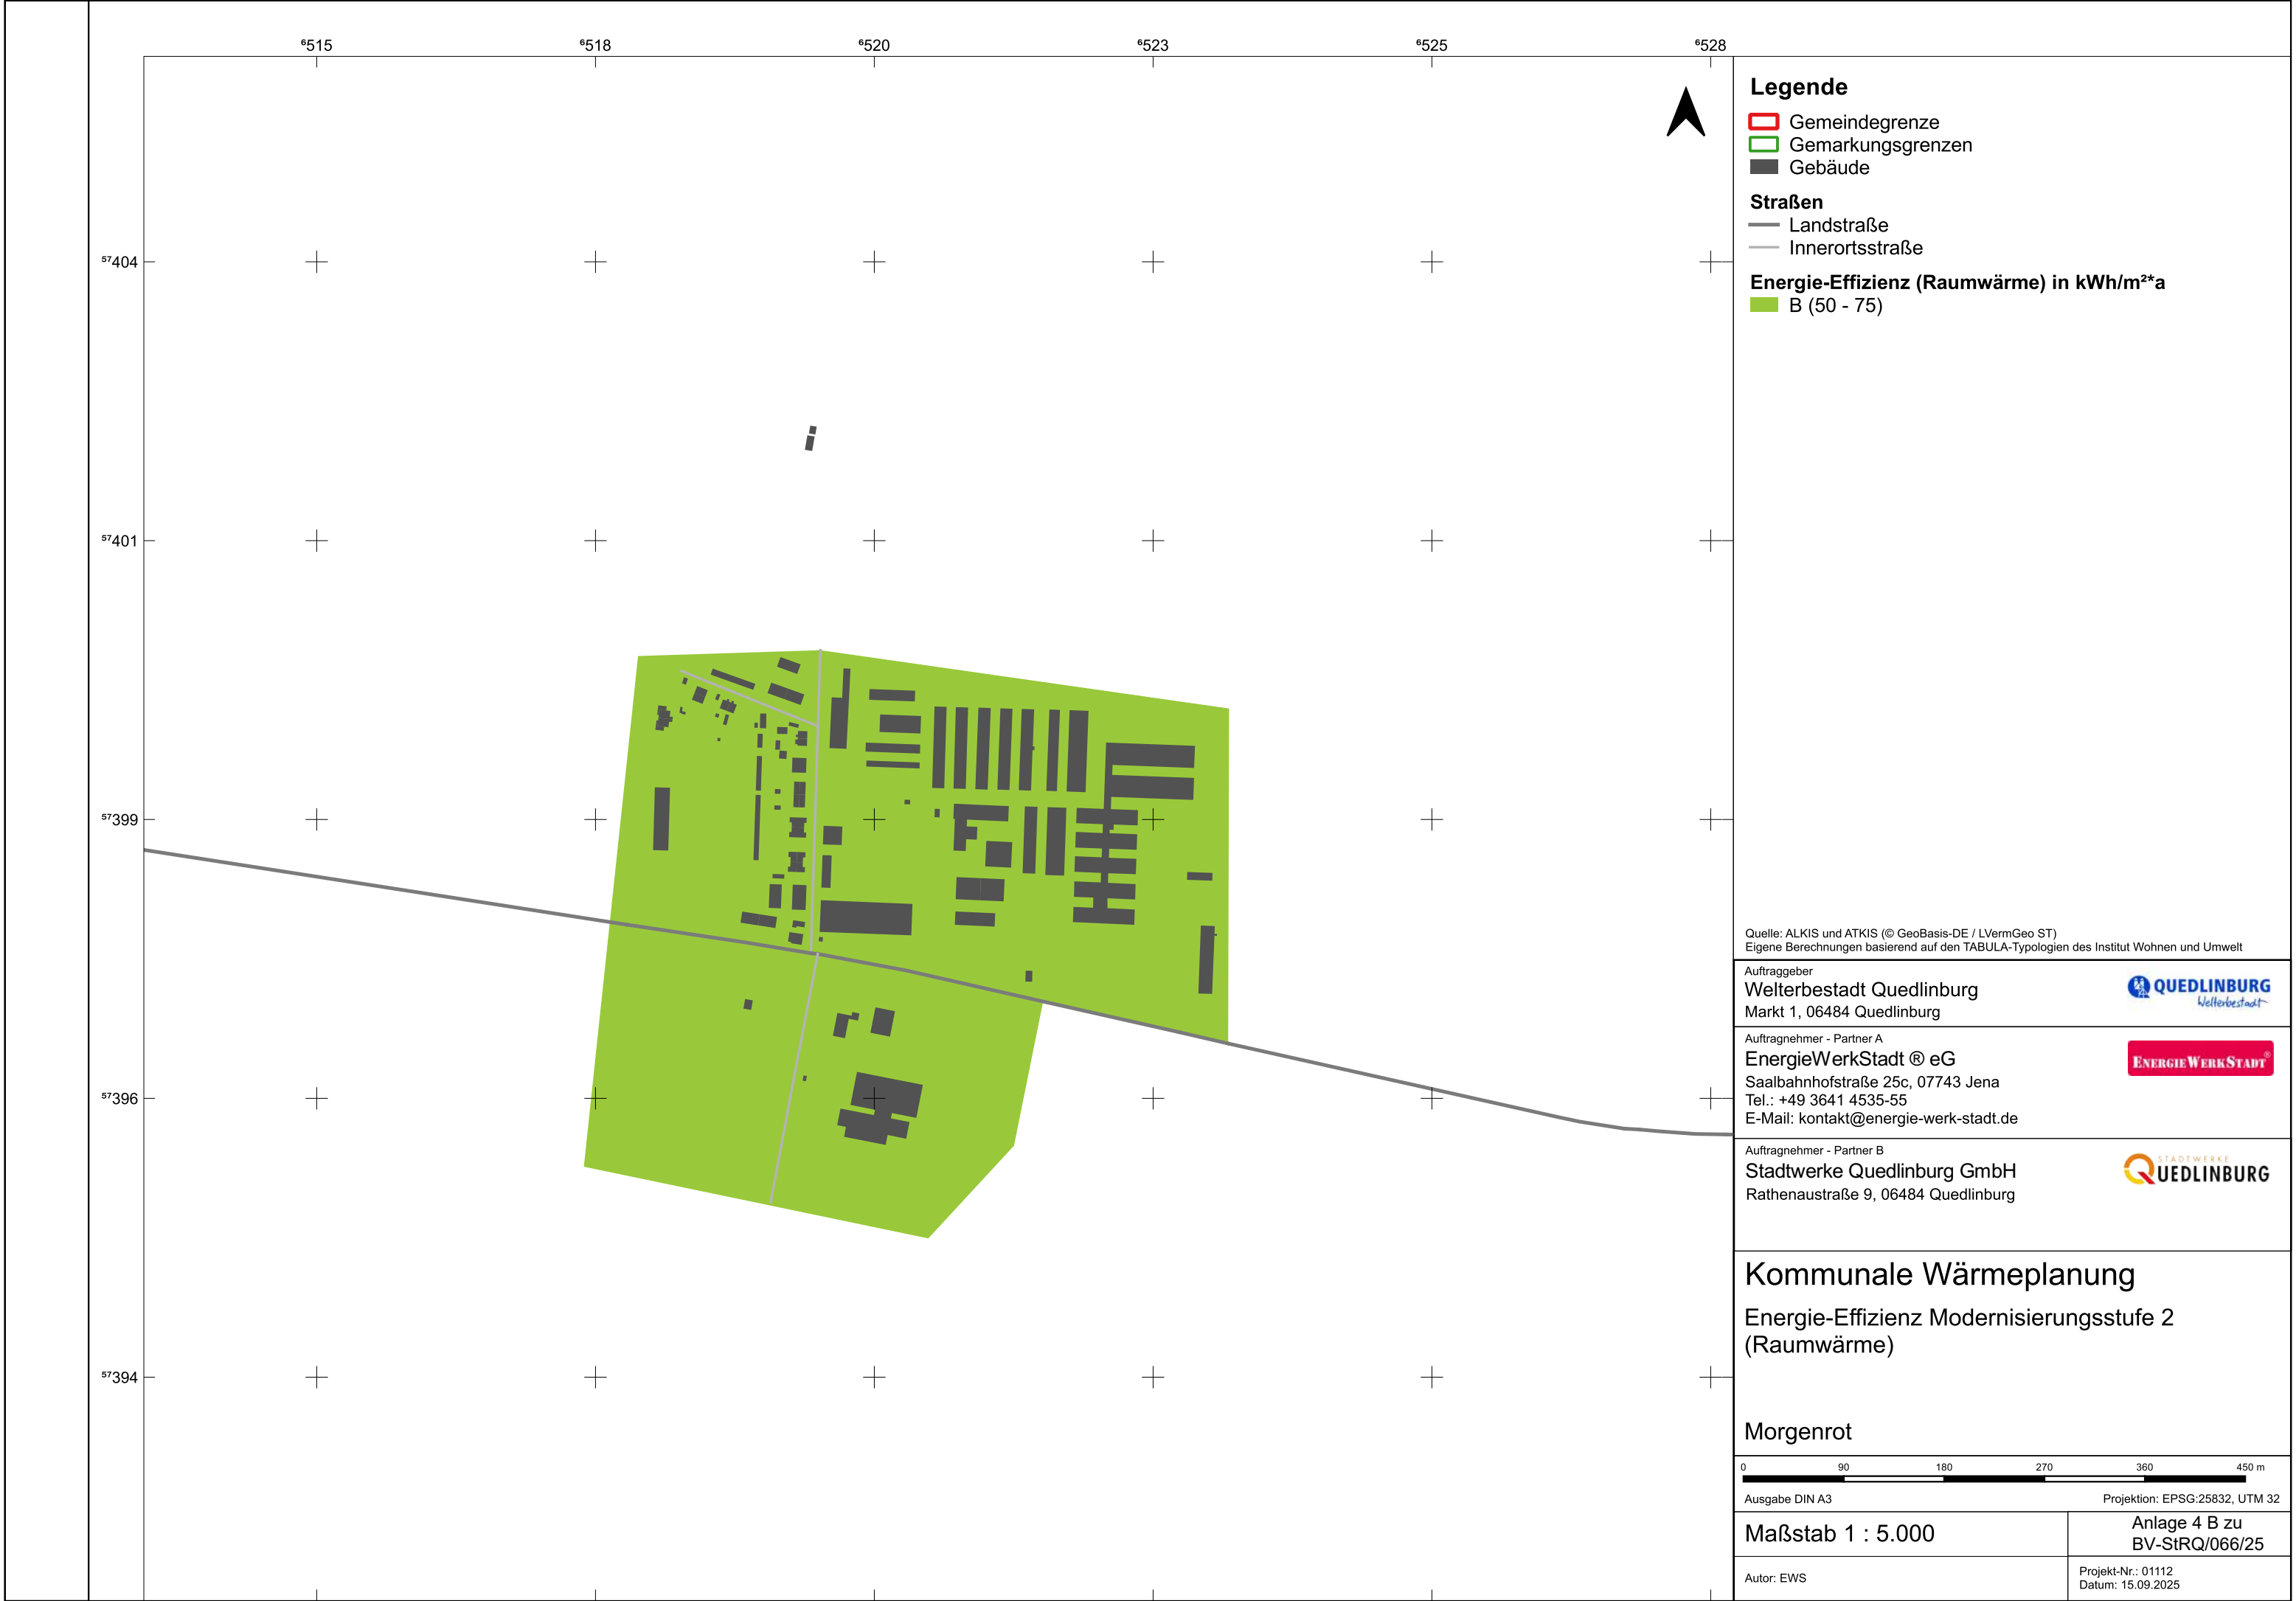 ⁶515 ⁶518 ⁶520 ⁶523 ⁶525 ⁶528
⁵⁷404
⁵⁷401
⁵⁷399
⁵⁷396
⁵⁷394
Legende
Gemeindegrenze
Gemarkungsgrenzen
Gebäude
Straßen
Landstraße
Innerortsstraße
Energie-Effizienz (Raumwärme) in kWh/m²*a
B (50 - 75)
Quelle: ALKIS und ATKIS (© GeoBasis-DE / LVermGeo ST)
Eigene Berechnungen basierend auf den TABULA-Typologien des Institut Wohnen und Umwelt
Auftraggeber
Welterbestadt Quedlinburg
Markt 1, 06484 Quedlinburg
QUEDLINBURG
Welterbestadt
Auftragnehmer - Partner A
EnergieWerkStadt ® eG
Saalbahnhofstraße 25c, 07743 Jena
Tel.: +49 3641 4535-55
E-Mail: kontakt@energie-werk-stadt.de
ENERGIEWERKSTADT®
Auftragnehmer - Partner B
Stadtwerke Quedlinburg GmbH
Rathenaustraße 9, 06484 Quedlinburg
STADTWERKE
QUEDLINBURG
Kommunale Wärmeplanung
Energie-Effizienz Modernisierungsstufe 2
(Raumwärme)
Morgenrot
0 90 180 270 360 450 m
Ausgabe DIN A3 Projektion: EPSG:25832, UTM 32
Maßstab 1 : 5.000
Anlage 4 B zu
BV-StRQ/066/25
Autor: EWS
Projekt-Nr.: 01112
Datum: 15.09.2025